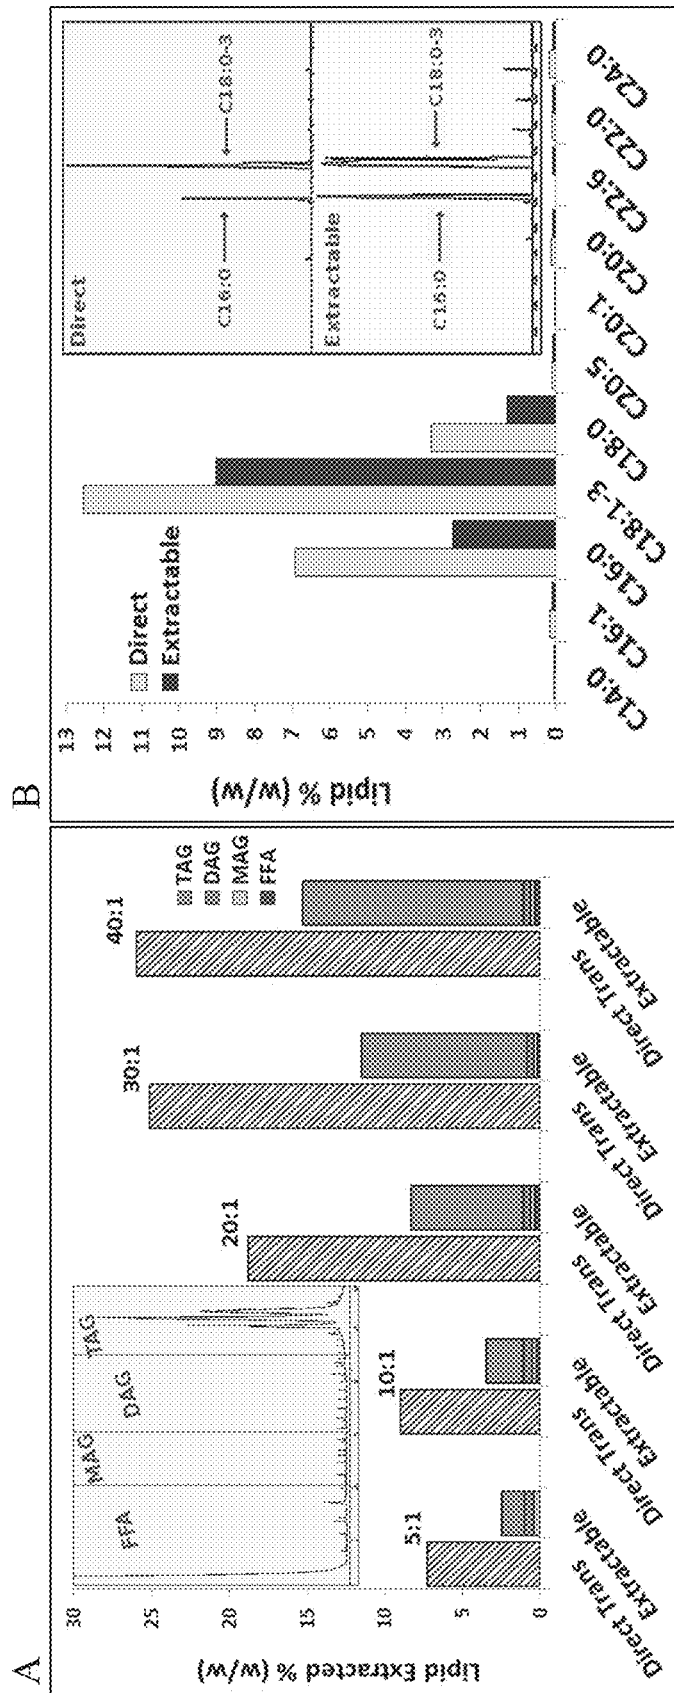 A
Lipid Extracted % (w/w)
30
25
20
15
10
5
0
FFA
MAG
DAG
TAG
5:1
10:1
20:1
30:1
40:1
TAG
DAG
MAG
FFA
Direct Trans
Extractable
Direct Trans
Extractable
Direct Trans
Extractable
Direct Trans
Extractable
Direct Trans
Extractable
B
Lipid % (w/w)
13
12
11
10
9
8
7
6
5
4
3
2
1
0
Direct
Extractable
Direct
C16:0
C18:0-3
Extractable
C16:0
C18:0-3
C14:0
C16:1
C16:0
C18:1-3
C18:0
C20:5
C20:1
C20:0
C22:6
C22:0
C24:0